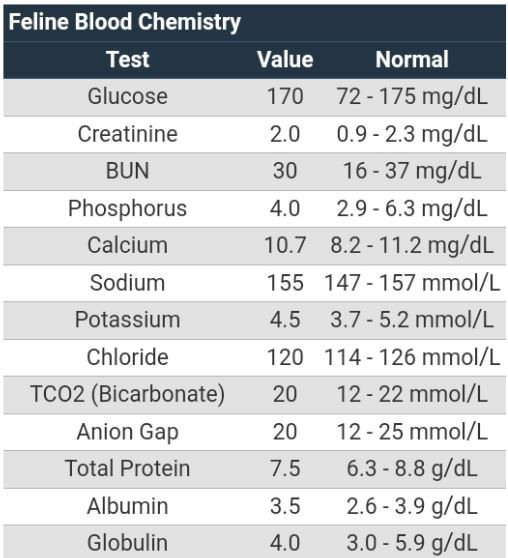 Feline Blood Chemistry
Test Value Normal
Glucose 170 72 - 175 mg/dL
Creatinine 2.0 0.9 - 2.3 mg/dL
BUN 30 16 - 37 mg/dL
Phosphorus 4.0 2.9 - 6.3 mg/dL
Calcium 10.7 8.2 - 11.2 mg/dL
Sodium 155 147 - 157 mmol/L
Potassium 4.5 3.7 - 5.2 mmol/L
Chloride 120 114 - 126 mmol/L
TCO2 (Bicarbonate) 20 12 - 22 mmol/L
Anion Gap 20 12 - 25 mmol/L
Total Protein 7.5 6.3 - 8.8 g/dL
Albumin 3.5 2.6 - 3.9 g/dL
Globulin 4.0 3.0 - 5.9 g/dL